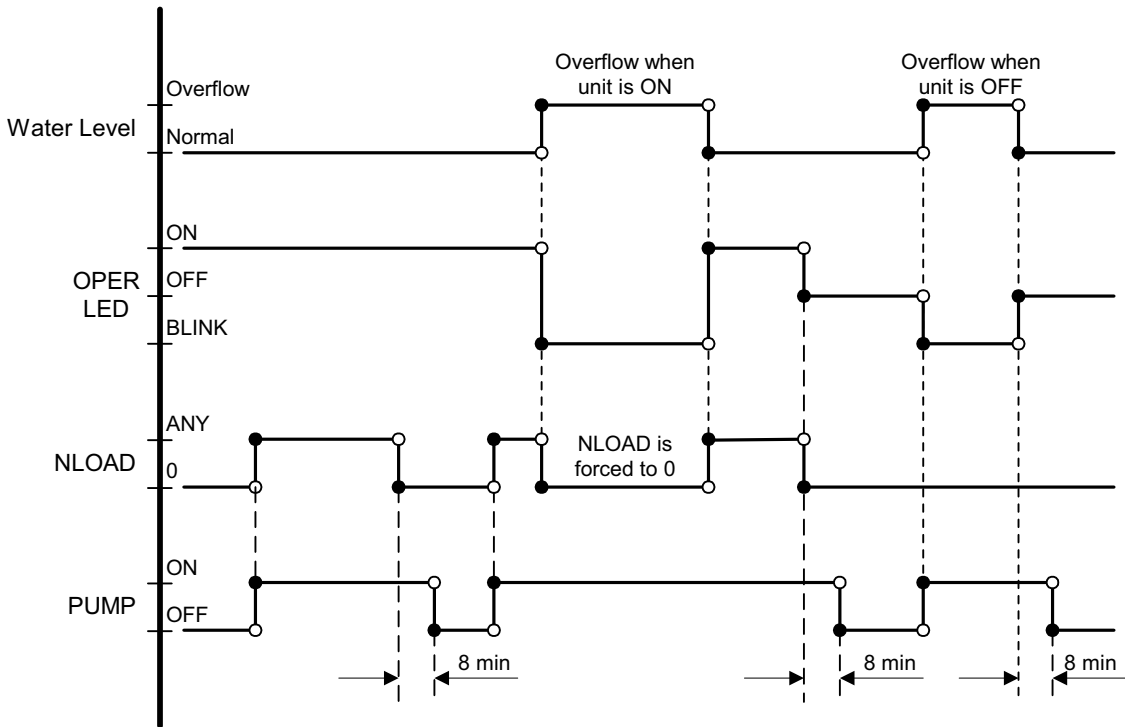 Overflow when
unit is ON
Overflow when
unit is OFF
Overflow
Water Level
Normal
ON
OPER
LED
OFF
BLINK
ANY
NLOAD
0
NLOAD is
forced to 0
ON
PUMP
OFF
8 min
8 min
8 min